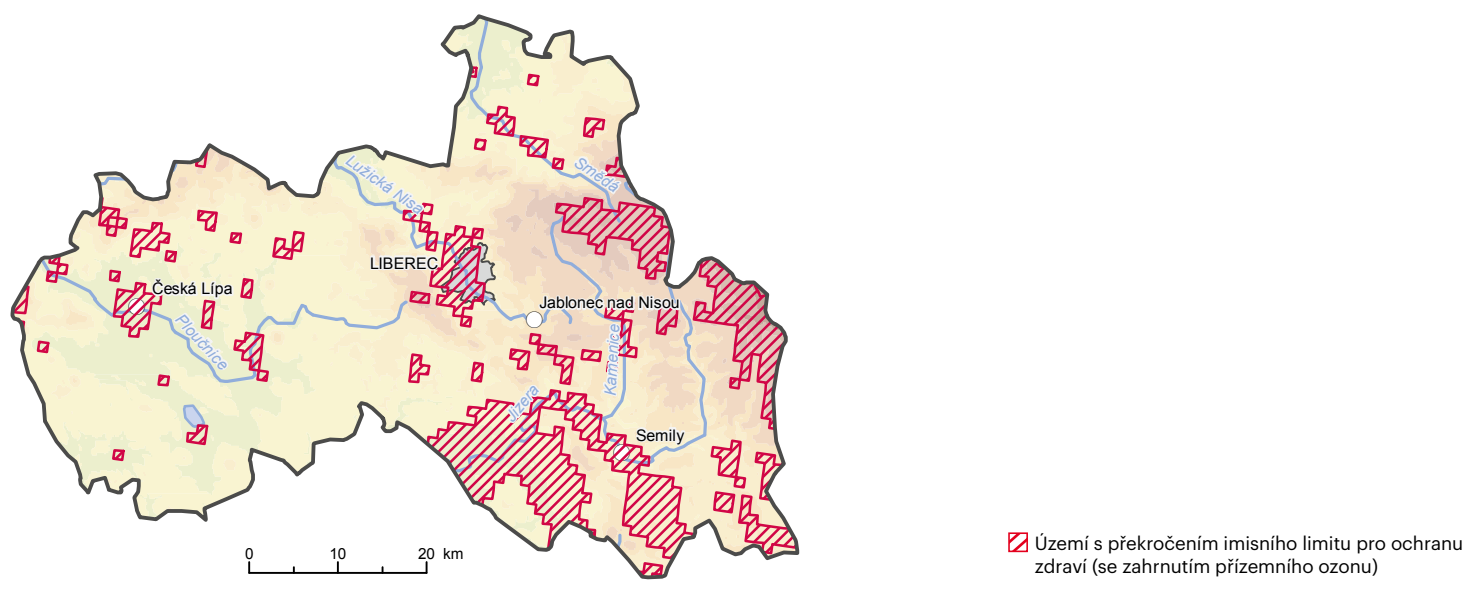 Lužická Nisa
Smědá
LIBEREC
Česká Lípa
Jablonec nad Nisou
Ploučnice
Kamenice
Jizera
Semily
0 10 20 km
Území s překročením imisního limitu pro ochranu
zdraví (se zahrnutím přízemního ozonu)